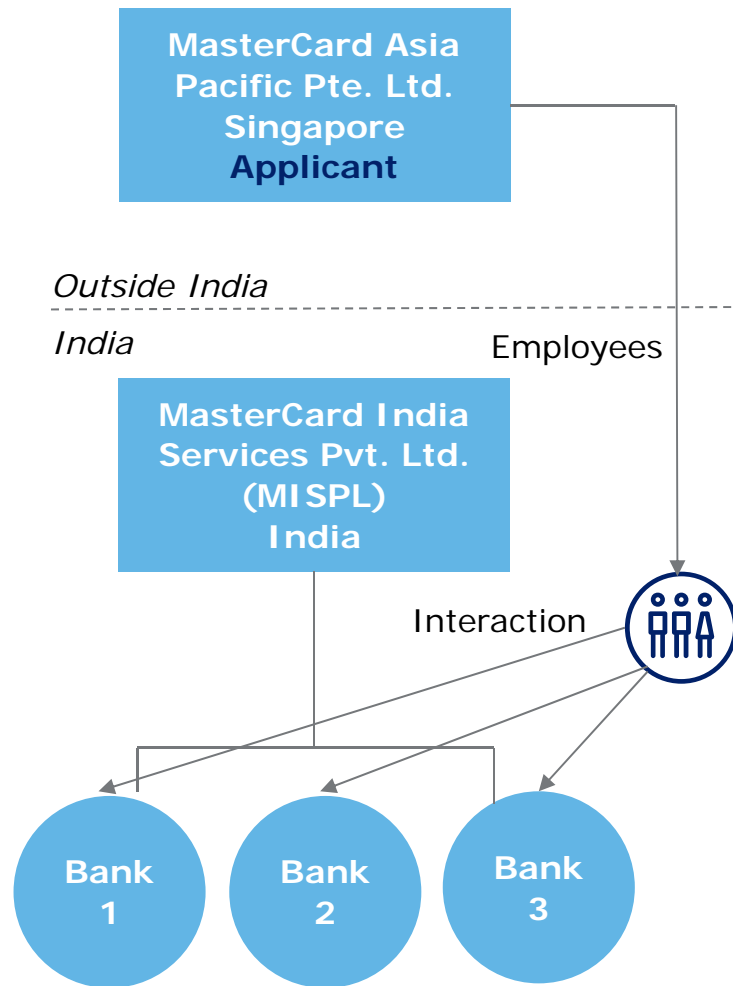 MasterCard Asia
Pacific Pte. Ltd.
Singapore
Applicant
Outside India
India
Employees
MasterCard India
Services Pvt. Ltd.
(MISPL)
India
Interaction
Bank
1
Bank
2
Bank
3